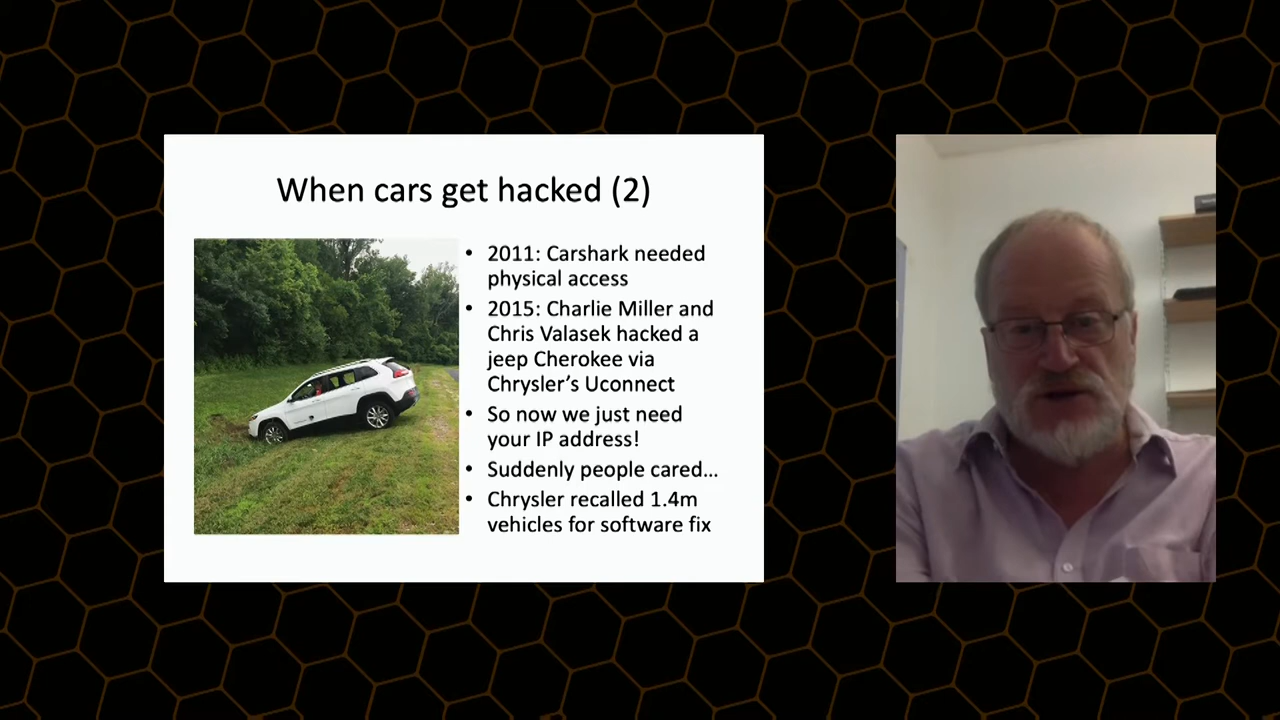 When cars get hacked (2)
• 2011: Carshark needed
physical access
• 2015: Charlie Miller and
Chris Valasek hacked a
jeep Cherokee via
Chrysler’s Uconnect
• So now we just need
your IP address!
• Suddenly people cared…
• Chrysler recalled 1.4m
vehicles for software fix